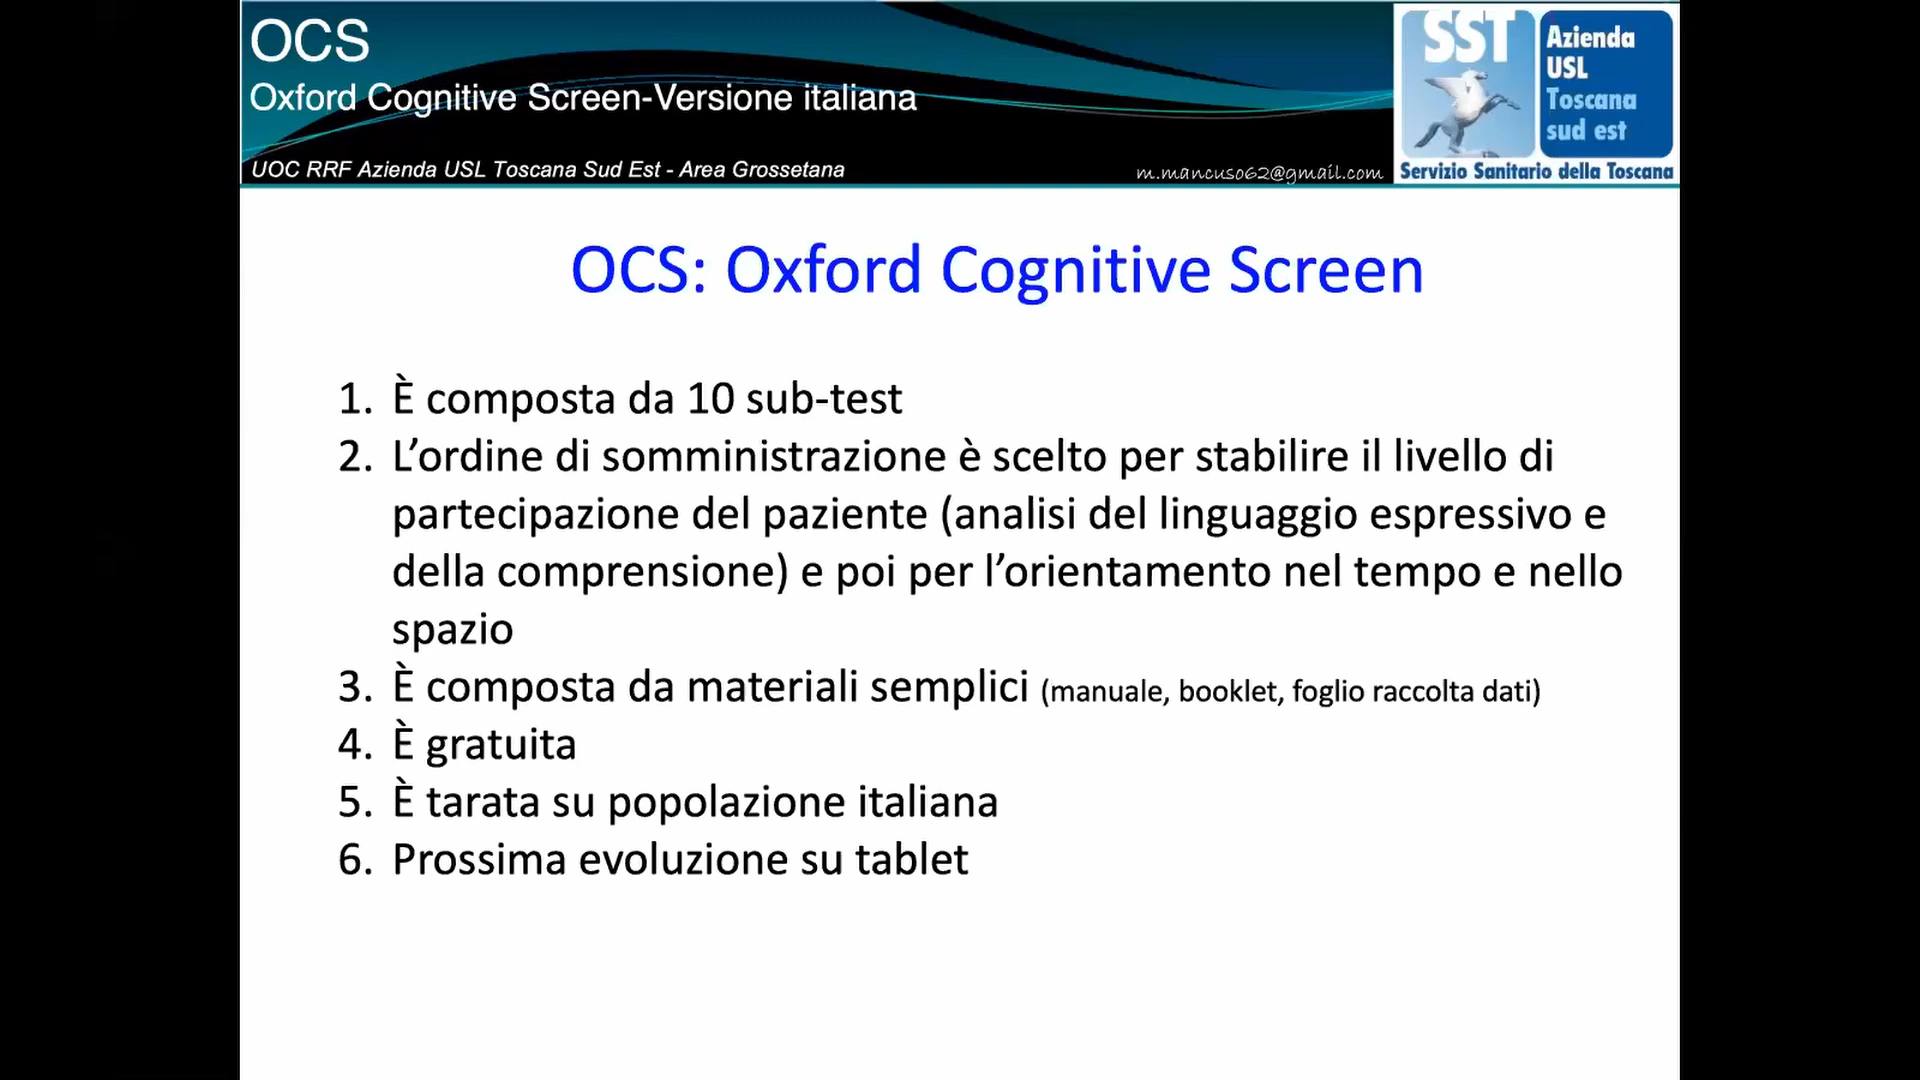 OCS
Oxford Cognitive Screen-Versione italiana
UOC RRF Azienda USL Toscana Sud Est - Area Grossetana
m.mancuso62@gmail.com
SST
Azienda
USL
Toscana
sud est
Servizio Sanitario della Toscana
OCS: Oxford Cognitive Screen
1. È composta da 10 sub-test
2. L’ordine di somministrazione è scelto per stabilire il livello di
partecipazione del paziente (analisi del linguaggio espressivo e
della comprensione) e poi per l’orientamento nel tempo e nello
spazio
3. È composta da materiali semplici (manuale, booklet, foglio raccolta dati)
4. È gratuita
5. È tarata su popolazione italiana
6. Prossima evoluzione su tablet